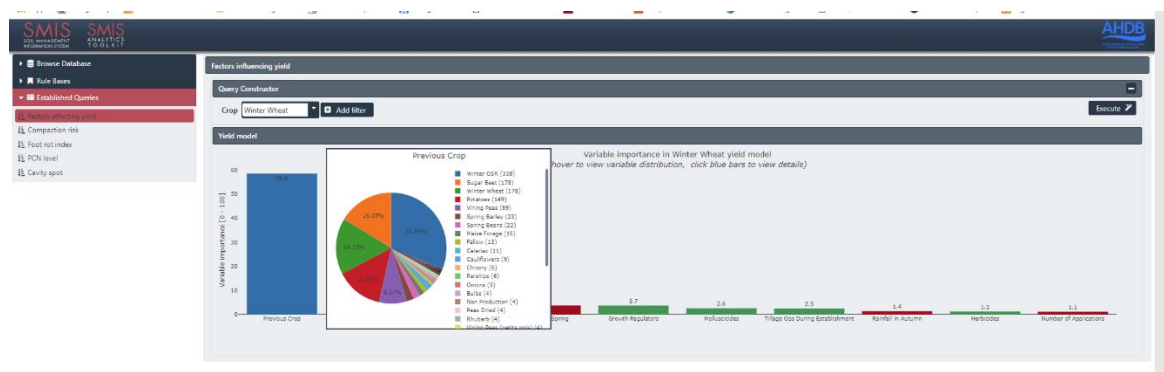 SMIS
SOIL MANAGEMENT
INFORMATION SYSTEM
SMIS
ANALYTICS
TOOLKIT
AHDB
Browse Database
Rule Bases
Established Queries
Factors affecting yield
Compaction risk
Foot rot index
PCN level
Cavity spot
Factors influencing yield
Query Constructor
Crop Winter Wheat Add filter Execute
Yield model
Variable importance in Winter Wheat yield model
hover to view variable distribution, click blue bars to view details)
Variable importance [0 - 100]
60
50
40
30
20
10
0
Previous Crop
Winter OSR (338)
Sugar Beet (178)
Winter Wheat (178)
Potatoes (149)
Vining Peas (89)
Spring Barley (23)
Spring Beans (22)
Maize Forage (16)
Fallow (13)
Celeriac (11)
Cauliflowers (9)
Chicory (6)
Parsnips (6)
Onions (5)
Bulbs (4)
Non Production (4)
Peas Dried (4)
Rhubarb (4)
16.23%
3.7
2.6
2.5
1.4
1.3
1.1
Previous Crop
Spring
Growth Regulators
Molluscicides
Tillage Ops During Establishment
Rainfall in Autumn
Herbicides
Number of Applications